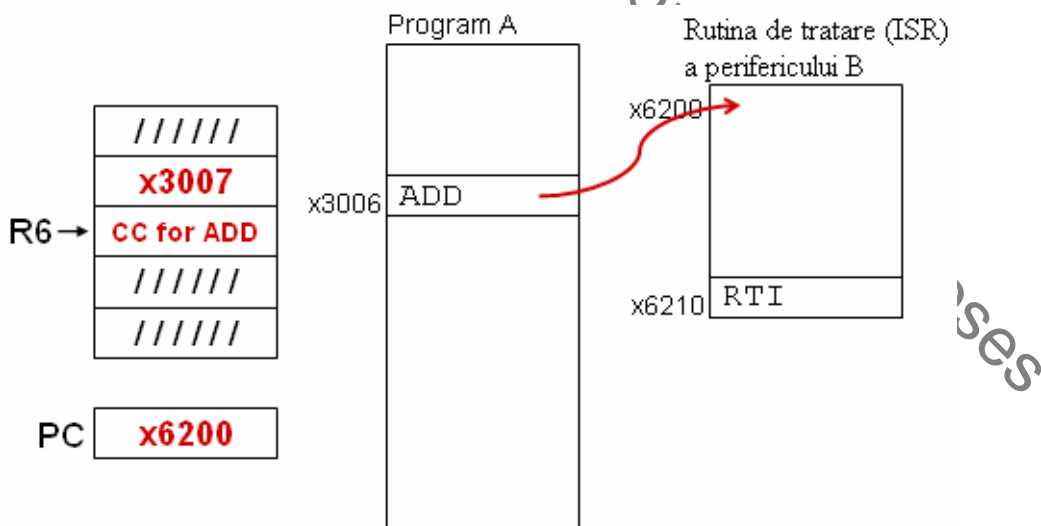 Program A
Rutina de tratare (ISR)
a perifericului B
x6200
//////
x3007
x3006 ADD
R6→ CC for ADD
//////
x6210 RTI
//////
PC x6200